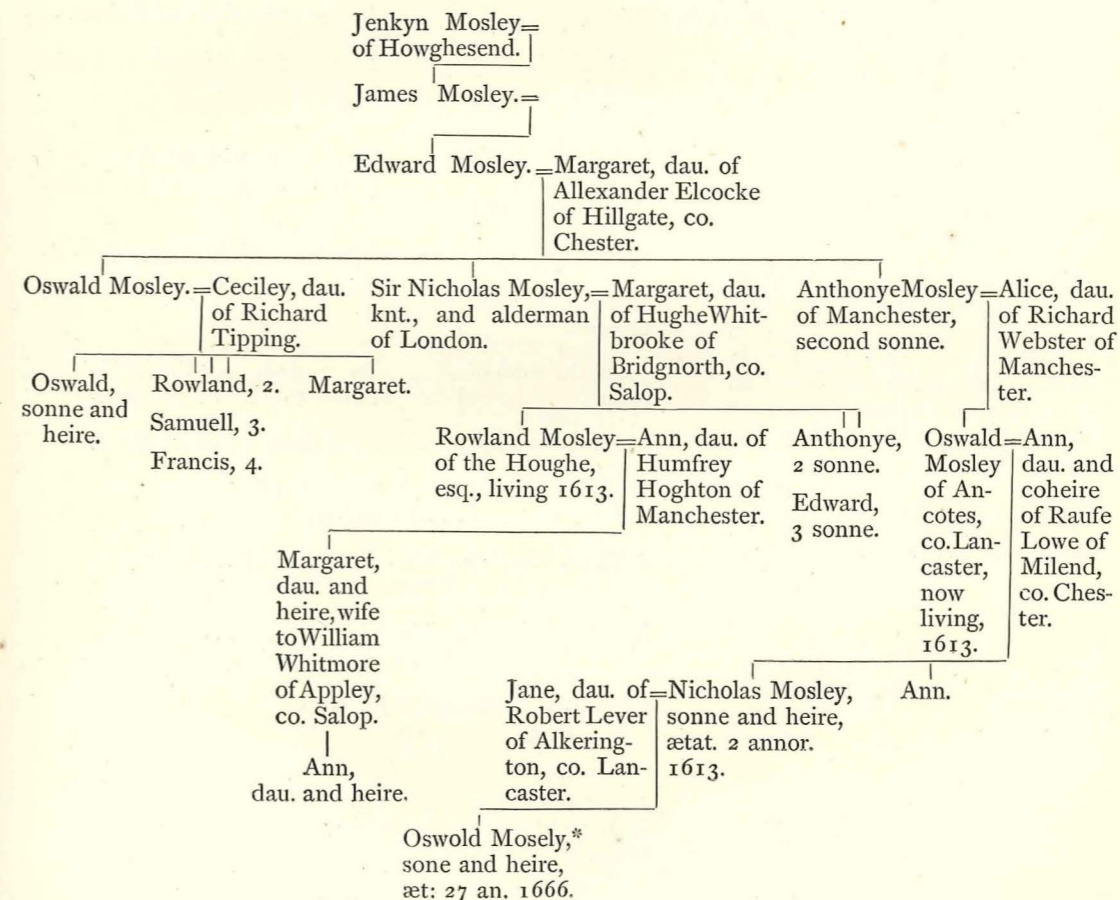 Jenkyn Mosley=
of Howghesend.
James Mosley.=
Edward Mosley.=Margaret, dau. of
Allexander Elcocke
of Hillgate, co.
Chester.
Oswald Mosley.=Ceciley, dau.
of Richard
Tipping.
Sir Nicholas Mosley,=Margaret, dau.
knt., and alderman
of London.
of Hughe Whit-
brooke of
Bridgnorth, co.
Salop.
Anthonye Mosley=Alice, dau.
of Manchester,
second sonne.
of Richard
Webster of
Manches-
ter.
Oswald,
sonne and
heire.
Rowland, 2.
Samuell, 3.
Francis, 4.
Margaret.
Rowland Mosley=Ann, dau. of
of the Houghe,
esq., living 1613.
Humfrey
Hoghton of
Manchester.
Anthonye,
2 sonne.
Edward,
3 sonne.
Oswald=Ann,
Mosley
of An-
cotes,
co. Lan-
caster,
now
living,
1613.
dau. and
coheire
of Raufe
Lowe of
Milend,
co. Ches-
ter.
Margaret,
dau. and
heire, wife
to William
Whitmore
of Appley,
co. Salop.
Ann,
dau. and heire.
Jane, dau. of=Nicholas Mosley,
Robert Lever
of Alkering-
ton, co. Lan-
caster.
sonne and heire,
ætat. 2 annor.
1613.
Ann.
Oswold Mosely,*
sone and heire,
æt: 27 an. 1666.